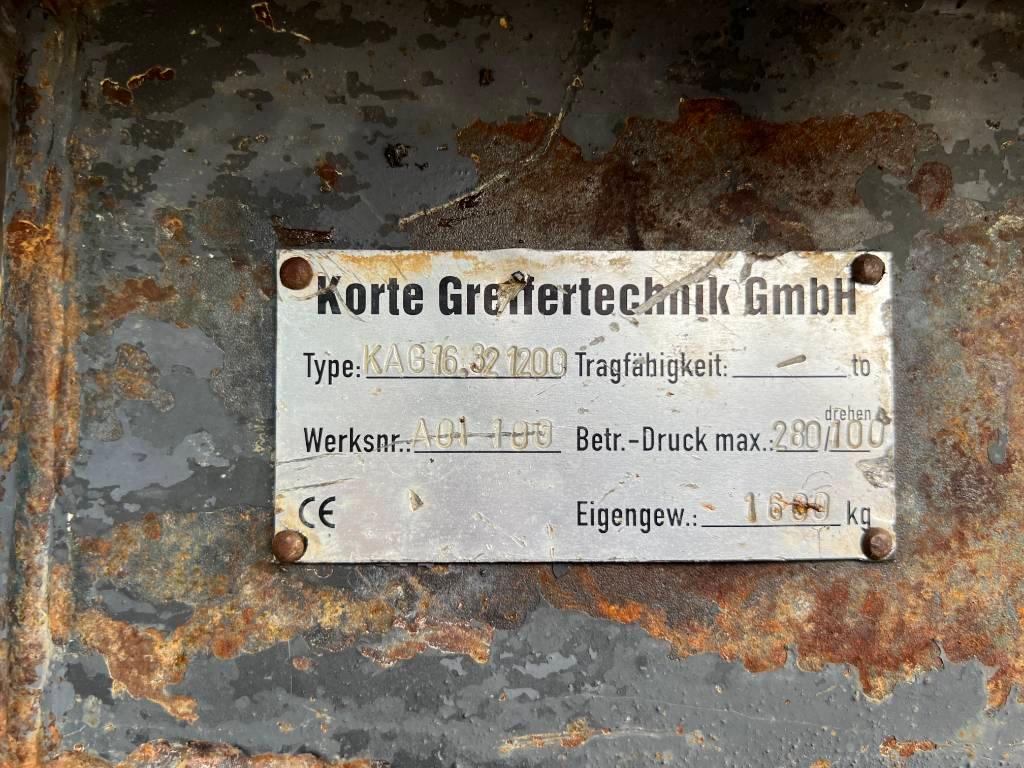 Korte Greifertechnik GmbH
Type: KAG 16.32 1200 Tragfähigkeit: - to
drehen
Werksnr.: A01 100 Betr.-Druck max.: 280/100
CE Eigengew.: kg